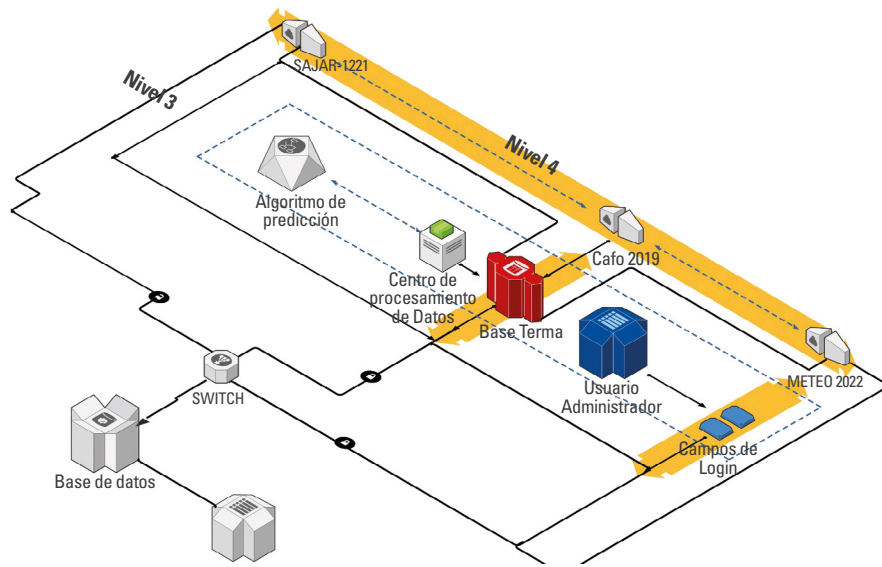 SAJAR-1221
Nivel 3
Nivel 4
Algoritmo de
predicción
Cafo 2019
Centro de
procesamiento
de Datos
Base Terma
METEO 2022
Usuario
Administrador
SWITCH
Campos de
Login
Base de datos